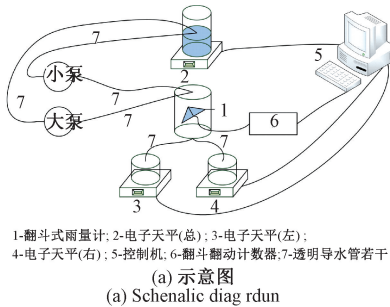 7
小泵
7
大泵
7
7
7
2
5
1
6
7
7
3
4
1-翻斗式雨量计; 2-电子天平(总); 3-电子天平(左);
4-电子天平(右); 5-控制机; 6-翻斗翻动计数器;7-透明导水管若干
(a) 示意图
(a) Schenalic diag rdun